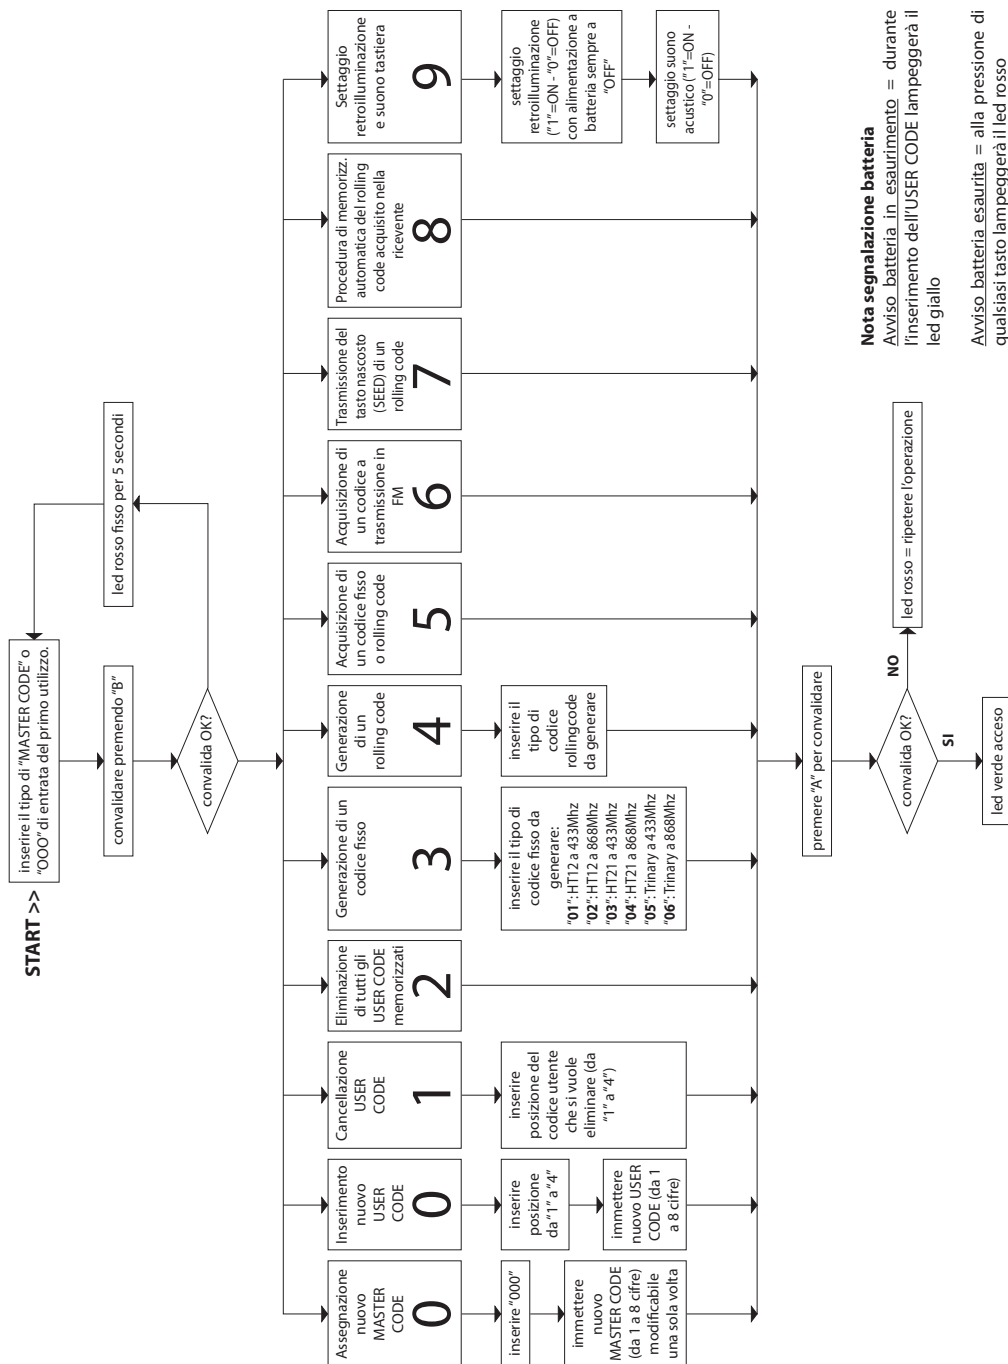 START >>
inserire il tipo di “MASTER CODE” o
“OOO” di entrata del primo utilizzo.
convalidare premendo “B”
convalida OK?
led rosso fisso per 5 secondi
Assegnazione
nuovo
MASTER
CODE
0
inserire “000”
immettere
nuovo
MASTER CODE
(da 1 a 8 cifre)
modificabile
una sola volta
Inserimento
nuovo
USER
CODE
0
inserire
posizione
da “1” a “4”
immettere
nuovo USER
CODE (da 1
a 8 cifre)
Cancellazione
USER
CODE
1
inserire
posizione del
codice utente
che si vuole
eliminare (da
“1” a “4”)
Eliminazione
di tutti gli
USER CODE
memorizzati
2
Generazione di un
codice fisso
3
inserire il tipo di
codice fisso da
generare:
“01”: HT12 a 433Mhz
“02”: HT12 a 868Mhz
“03”: HT21 a 433Mhz
“04”: HT21 a 868Mhz
“05”: Trinary a 433Mhz
“06”: Trinary a 868Mhz
Generazione
di un
rolling code
4
inserire il
tipo di
codice
rollingcode
da generare
Acquisizione di
un codice fisso
o rolling code
5
Acquisizione di
un codice a
trasmissione in
FM
6
Trasmissione del
tasto nascosto
(SEED) di un
rolling code
7
Procedura di memorizz.
automatica del rolling
code acquisito nella
ricevente
8
Settaggio
retroilluminazione
e suono tastiera
9
settaggio
retroilluminazione
(“1”=ON - “0”=OFF)
con alimentazione a
batteria sempre a
“OFF”
settaggio suono
acustico (“1”=ON -
“0”=OFF)
premere “A” per convalidare
convalida OK?
NO
led rosso = ripetere l’operazione
SI
led verde acceso
Nota segnalazione batteria
Avviso batteria in esaurimento = durante
l’inserimento dell’USER CODE lampeggerà il
led giallo
Avviso batteria esaurita = alla pressione di
qualsiasi tasto lampeggerà il led rosso